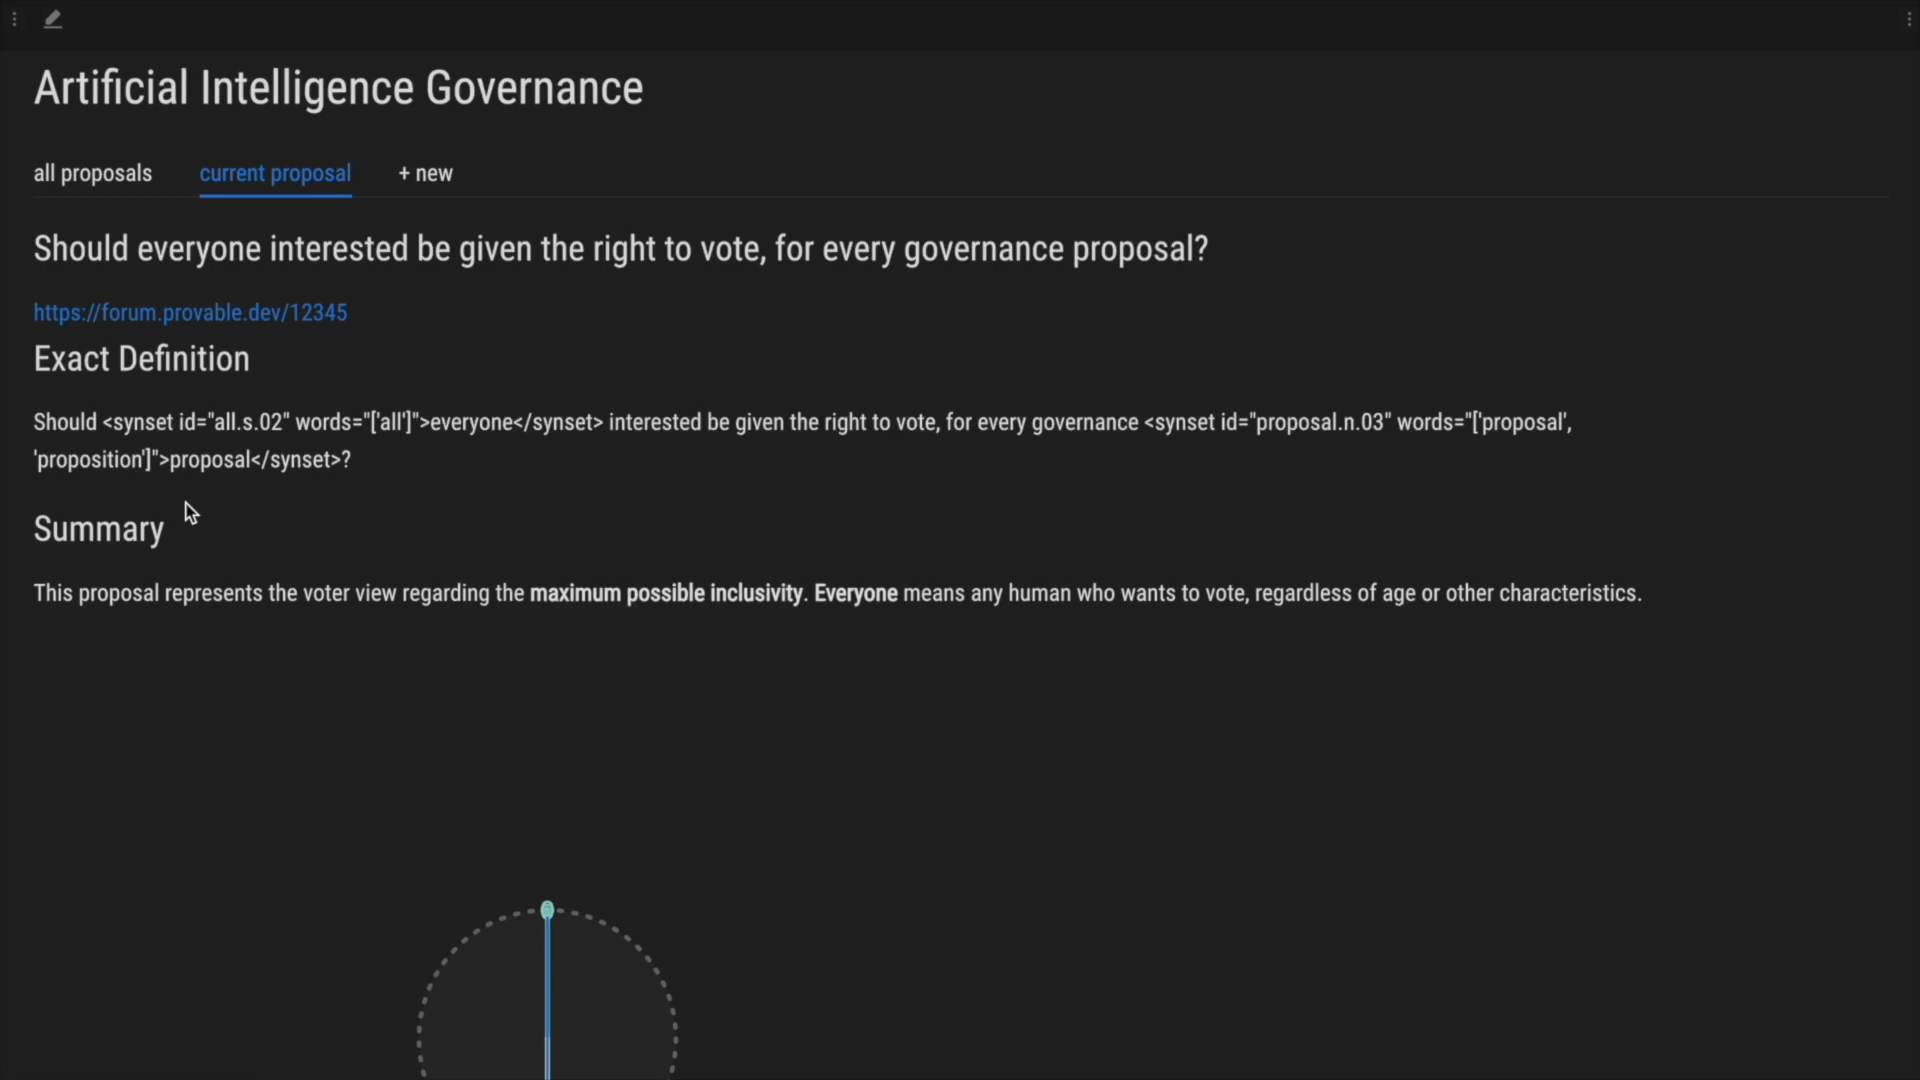 Artificial Intelligence Governance
all proposals current proposal + new
Should everyone interested be given the right to vote, for every governance proposal?
https://forum.provable.dev/12345
Exact Definition
Should <synset id="all.s.02" words="['all']">everyone</synset> interested be given the right to vote, for every governance <synset id="proposal.n.03" words="['proposal',
'proposition']">proposal</synset>?
Summary
This proposal represents the voter view regarding the maximum possible inclusivity. Everyone means any human who wants to vote, regardless of age or other characteristics.